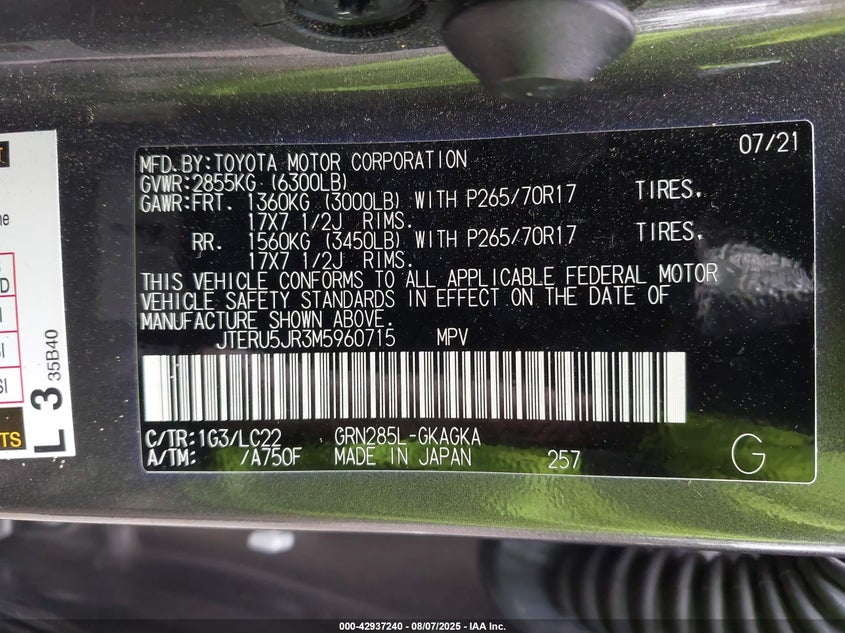 07/21
MFD.BY:TOYOTA MOTOR CORPORATION
GVWR:2855KG (6300LB)
GAWR:FRT. 1360KG (3000LB) WITH P265/70R17 TIRES.
17X7 1/2J RIMS.
RR. 1560KG (3450LB) WITH P265/70R17 TIRES.
17X7 1/2J RIMS.
THIS VEHICLE CONFORMS TO ALL APPLICABLE FEDERAL MOTOR
VEHICLE SAFETY STANDARDS IN EFFECT ON THE DATE OF
MANUFACTURE SHOWN ABOVE.
JTERU5JR3M5960715 MPV
C/TR:1G3/LC22 GRN285L-GKAGKA
A/TM: /A750F MADE IN JAPAN 257 G
L 3 35B40
000-42937240 - 08/07/2025 - IAA Inc.